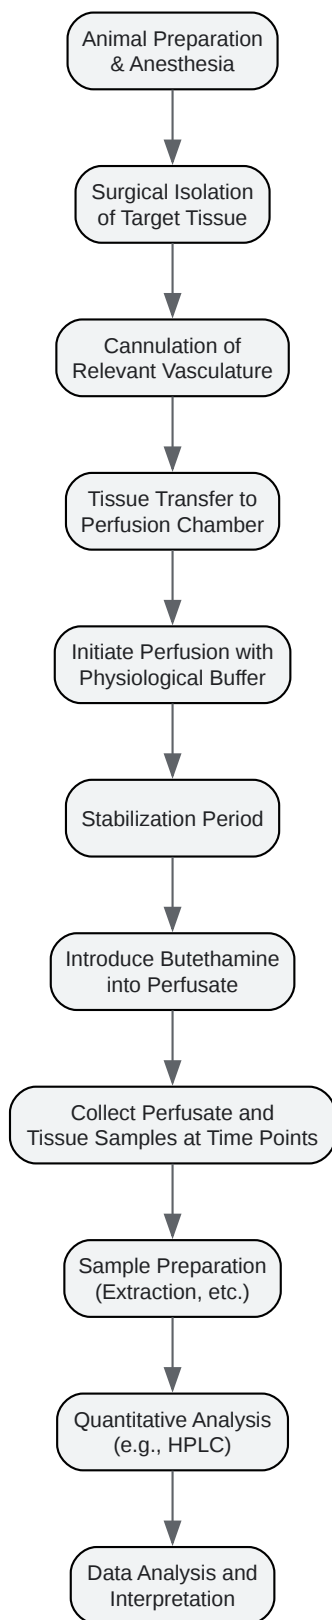 Animal Preparation
& Anesthesia
Surgical Isolation
of Target Tissue
Cannulation of
Relevant Vasculature
Tissue Transfer to
Perfusion Chamber
Initiate Perfusion with
Physiological Buffer
Stabilization Period
Introduce Butethamine
into Perfusate
Collect Perfusate and
Tissue Samples at Time Points
Sample Preparation
(Extraction, etc.)
Quantitative Analysis
(e.g., HPLC)
Data Analysis and
Interpretation